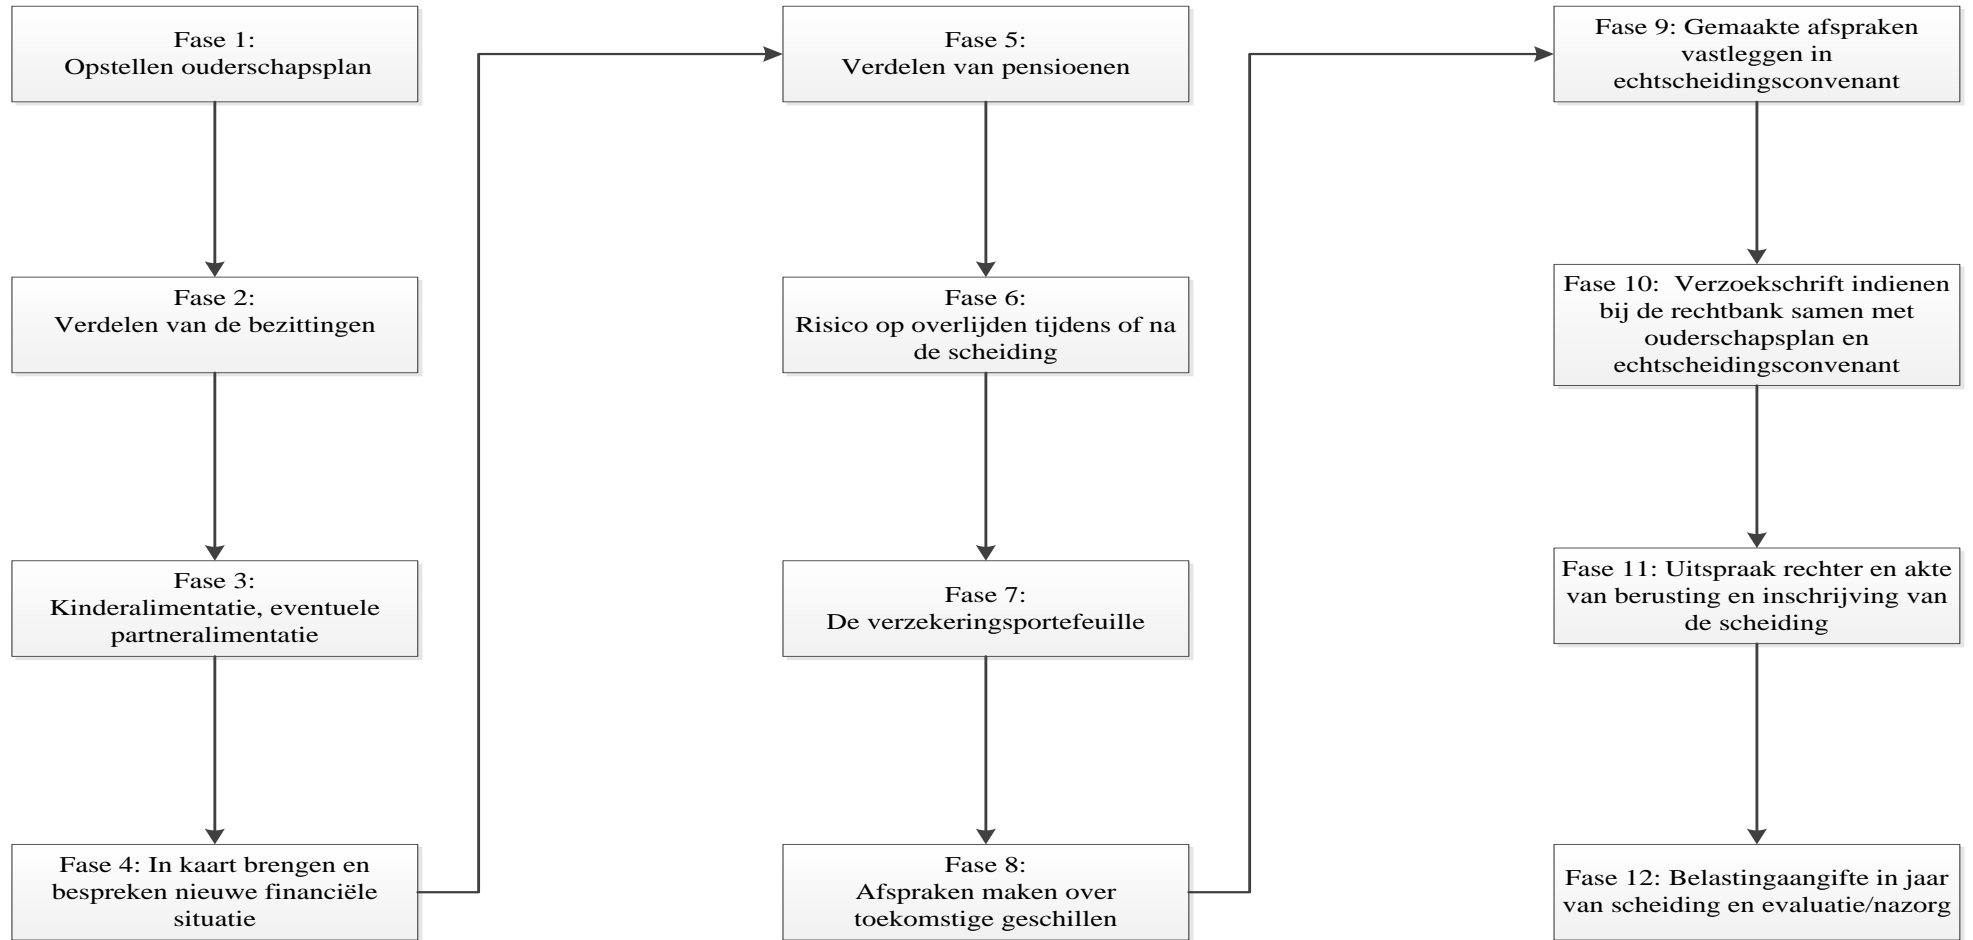 Fase 1:
Opstellen ouderschapsplan
Fase 2:
Verdelen van de bezittingen
Fase 3:
Kinderalimentatie, eventuele
partneralimentatie
Fase 4: In kaart brengen en
bespreken nieuwe financiële
situatie
Fase 5:
Verdelen van pensioenen
Fase 6:
Risico op overlijden tijdens of na
de scheiding
Fase 7:
De verzekeringsportefeuille
Fase 8:
Afspraken maken over
toekomstige geschillen
Fase 9: Gemaakte afspraken
vastleggen in
echtscheidingsconvenant
Fase 10:  Verzoekschrift indienen
bij de rechtbank samen met
ouderschapsplan en
echtscheidingsconvenant
Fase 11: Uitspraak rechter en akte
van berusting en inschrijving van
de scheiding
Fase 12: Belastingaangifte in jaar
van scheiding en evaluatie/nazorg